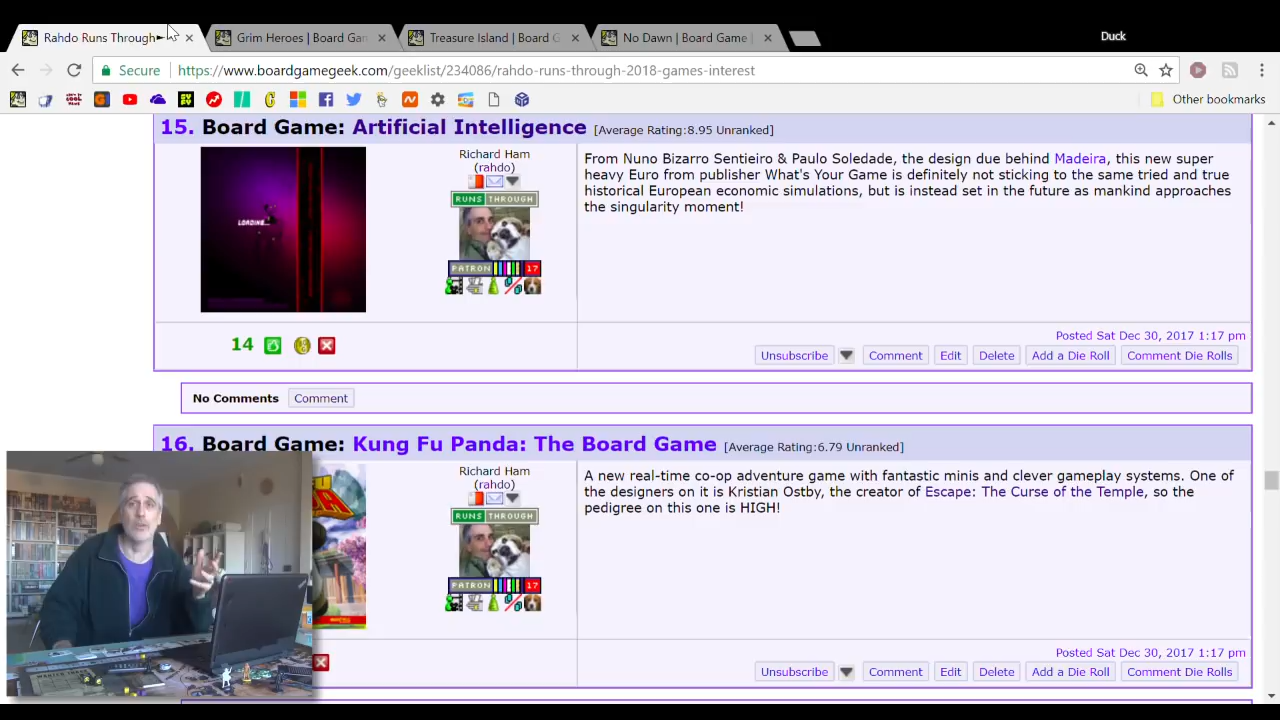 Rahdo Runs Through
Grim Heroes | Board Gam
Treasure Island | Board G
No Dawn | Board Game |
Duck
Secure
https://www.boardgamegeek.com/geeklist/234086/rahdo-runs-through-2018-games-interest
Other bookmarks
15. Board Game: Artificial Intelligence [Average Rating:8.95 Unranked]
LOADING...
Richard Ham
(rahdo)
RUNS THROUGH
PATRON 17
From Nuno Bizarro Sentieiro & Paulo Soledade, the design due behind Madeira, this new super
heavy Euro from publisher What's Your Game is definitely not sticking to the same tried and true
historical European economic simulations, but is instead set in the future as mankind approaches
the singularity moment!
14
Posted Sat Dec 30, 2017 1:17 pm
Unsubscribe Comment Edit Delete Add a Die Roll Comment Die Rolls
No Comments Comment
16. Board Game: Kung Fu Panda: The Board Game [Average Rating:6.79 Unranked]
Richard Ham
(rahdo)
RUNS THROUGH
PATRON 17
A new real-time co-op adventure game with fantastic minis and clever gameplay systems. One of
the designers on it is Kristian Ostby, the creator of Escape: The Curse of the Temple, so the
pedigree on this one is HIGH!
Posted Sat Dec 30, 2017 1:17 pm
Unsubscribe Comment Edit Delete Add a Die Roll Comment Die Rolls